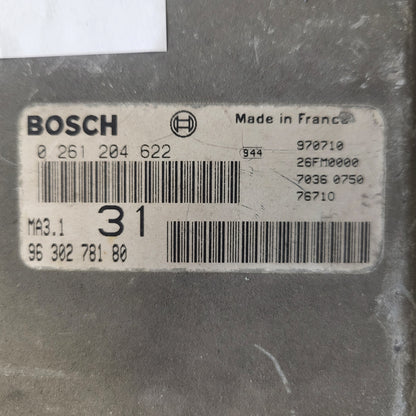 BOSCH Made in France
0 261 204 622 944 970710
26FM0000
7036 0750
76710
MA3.1 31
96 302 781 80